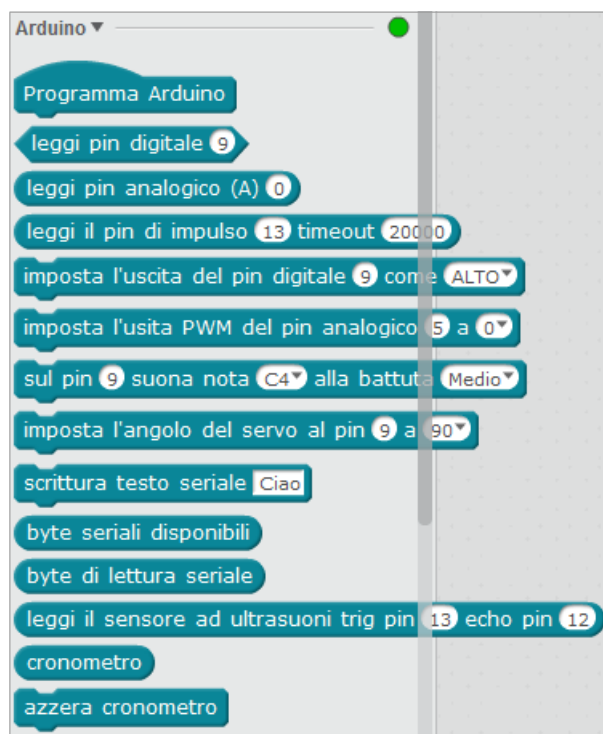 Arduino
Programma Arduino
leggi pin digitale 9
leggi pin analogico (A) 0
leggi il pin di impulso 13 timeout 20000
imposta l'uscita del pin digitale 9 come ALTO
imposta l'usita PWM del pin analogico 5 a 0
sul pin 9 suona nota C4 alla battuta Medio
imposta l'angolo del servo al pin 9 a 90
scrittura testo seriale Ciao
byte seriali disponibili
byte di lettura seriale
leggi il sensore ad ultrasuoni trig pin 13 echo pin 12
cronometro
azzera cronometro